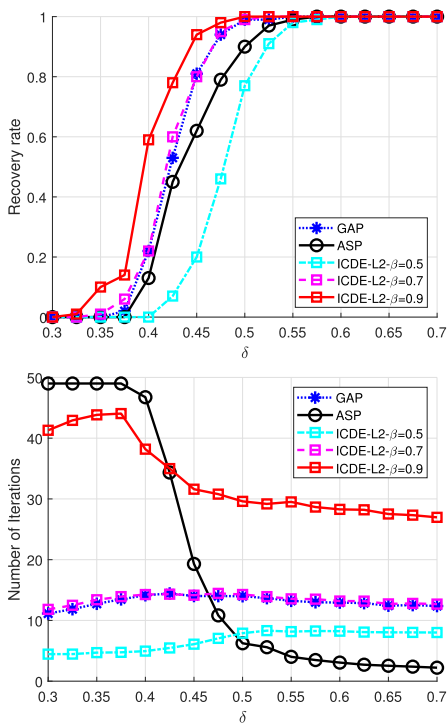 1
0.8
0.6
0.4
0.2
0
Recovery rate
GAP
ASP
ICDE-L2-β=0.5
ICDE-L2-β=0.7
ICDE-L2-β=0.9
0.3 0.35 0.4 0.45 0.5 0.55 0.6 0.65 0.7
δ
50
40
30
20
10
0
Number of Iterations
GAP
ASP
ICDE-L2-β=0.5
ICDE-L2-β=0.7
ICDE-L2-β=0.9
0.3 0.35 0.4 0.45 0.5 0.55 0.6 0.65 0.7
δ